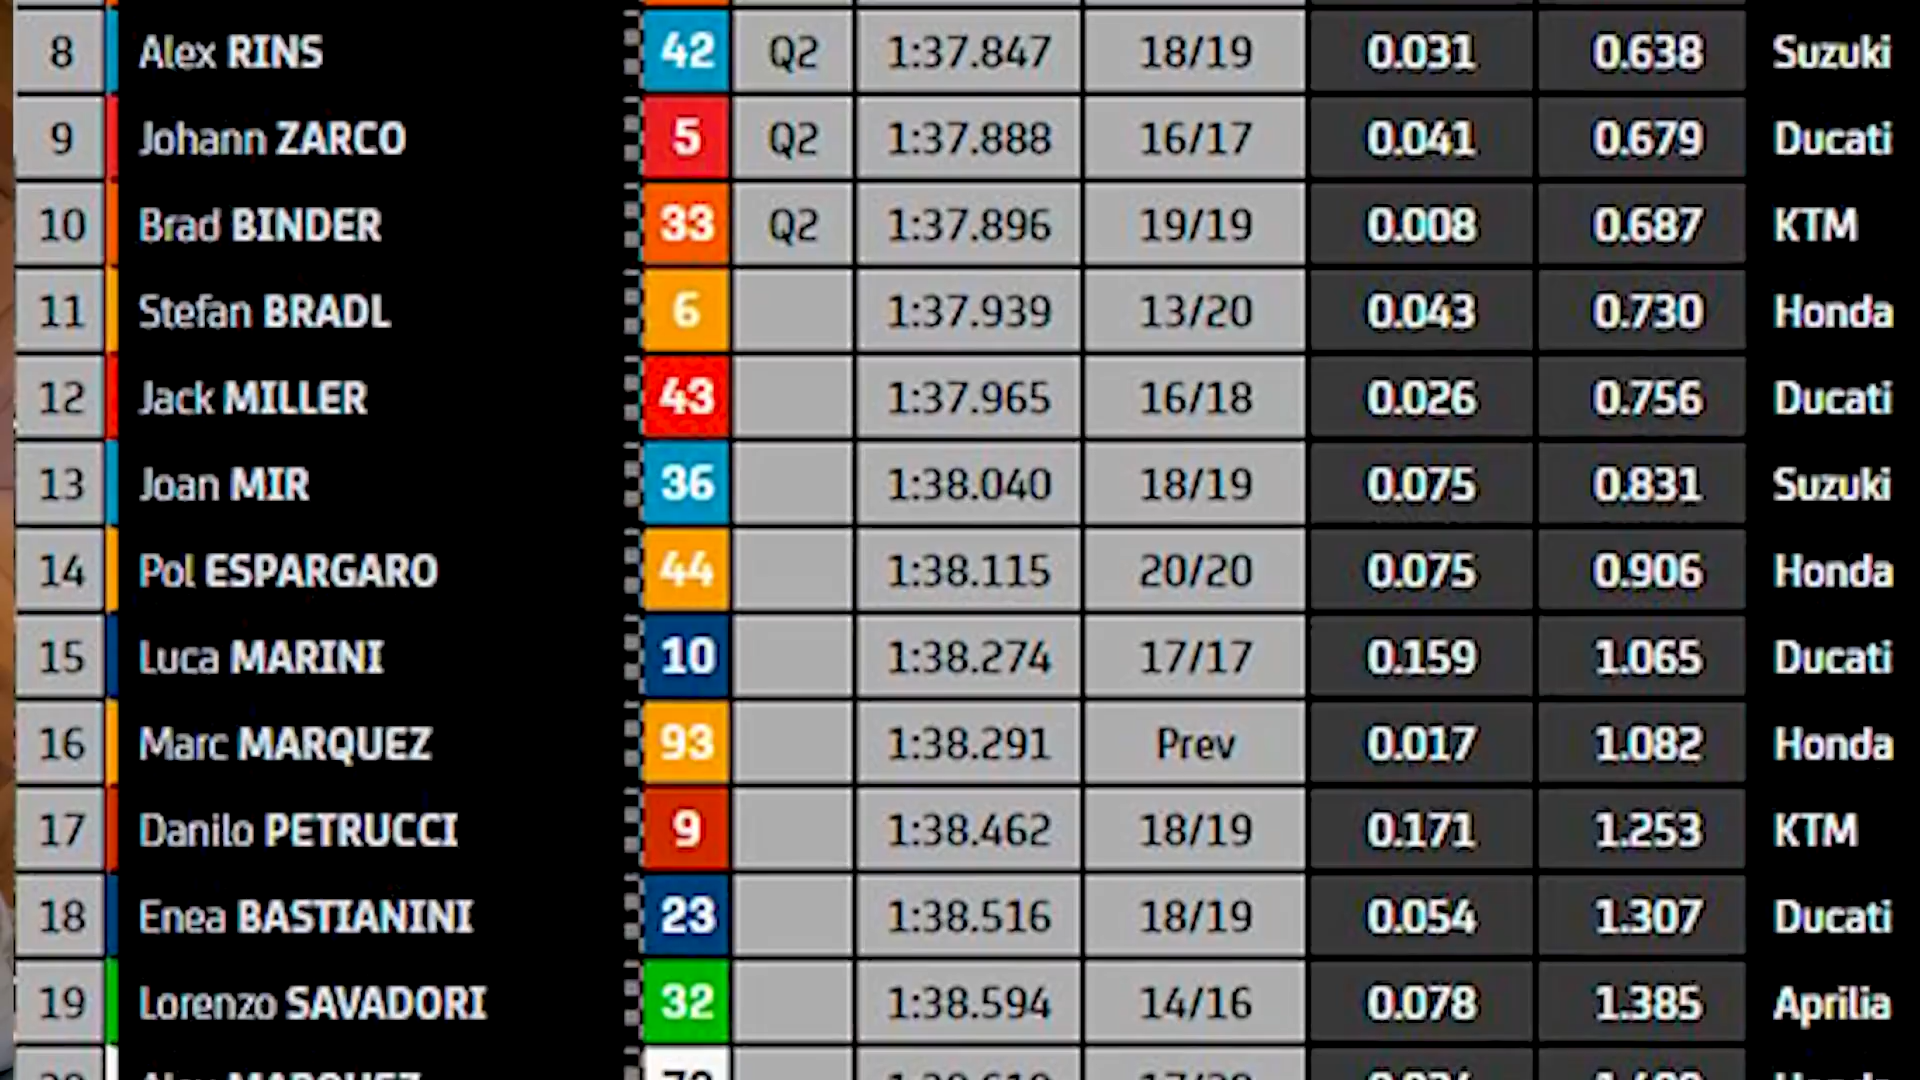 8 Alex RINS 42 Q2 1:37.847 18/19 0.031 0.638 Suzuki
9 Johann ZARCO 5 Q2 1:37.888 16/17 0.041 0.679 Ducati
10 Brad BINDER 33 Q2 1:37.896 19/19 0.008 0.687 KTM
11 Stefan BRADL 6 1:37.939 13/20 0.043 0.730 Honda
12 Jack MILLER 43 1:37.965 16/18 0.026 0.756 Ducati
13 Joan MIR 36 1:38.040 18/19 0.075 0.831 Suzuki
14 Pol ESPARGARO 44 1:38.115 20/20 0.075 0.906 Honda
15 Luca MARINI 10 1:38.274 17/17 0.159 1.065 Ducati
16 Marc MARQUEZ 93 1:38.291 Prev 0.017 1.082 Honda
17 Danilo PETRUCCI 9 1:38.462 18/19 0.171 1.253 KTM
18 Enea BASTIANINI 23 1:38.516 18/19 0.054 1.307 Ducati
19 Lorenzo SAVADORI 32 1:38.594 14/16 0.078 1.385 Aprilia
MARQUEZ